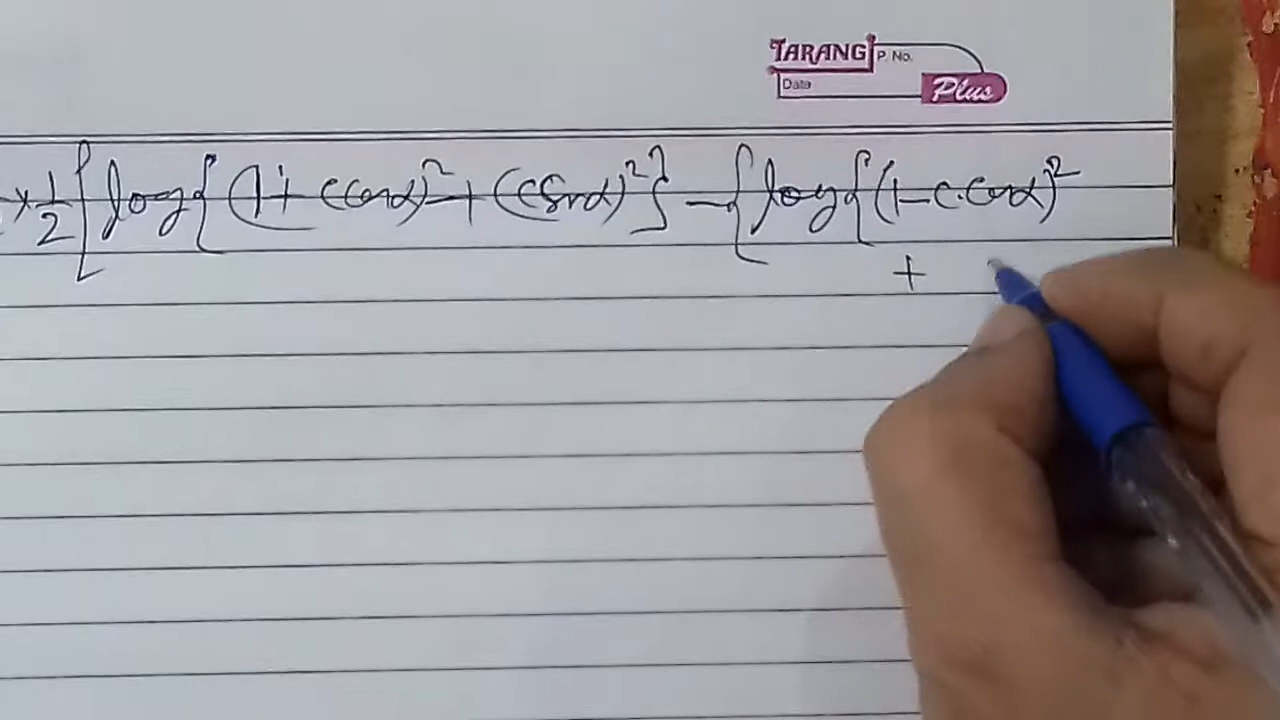 TARANG P. No.
Date Plus
× 1/2 [ log { (1 + c cosα)² + (c sinα)² } - { log { (1 - c.cosα)²
+